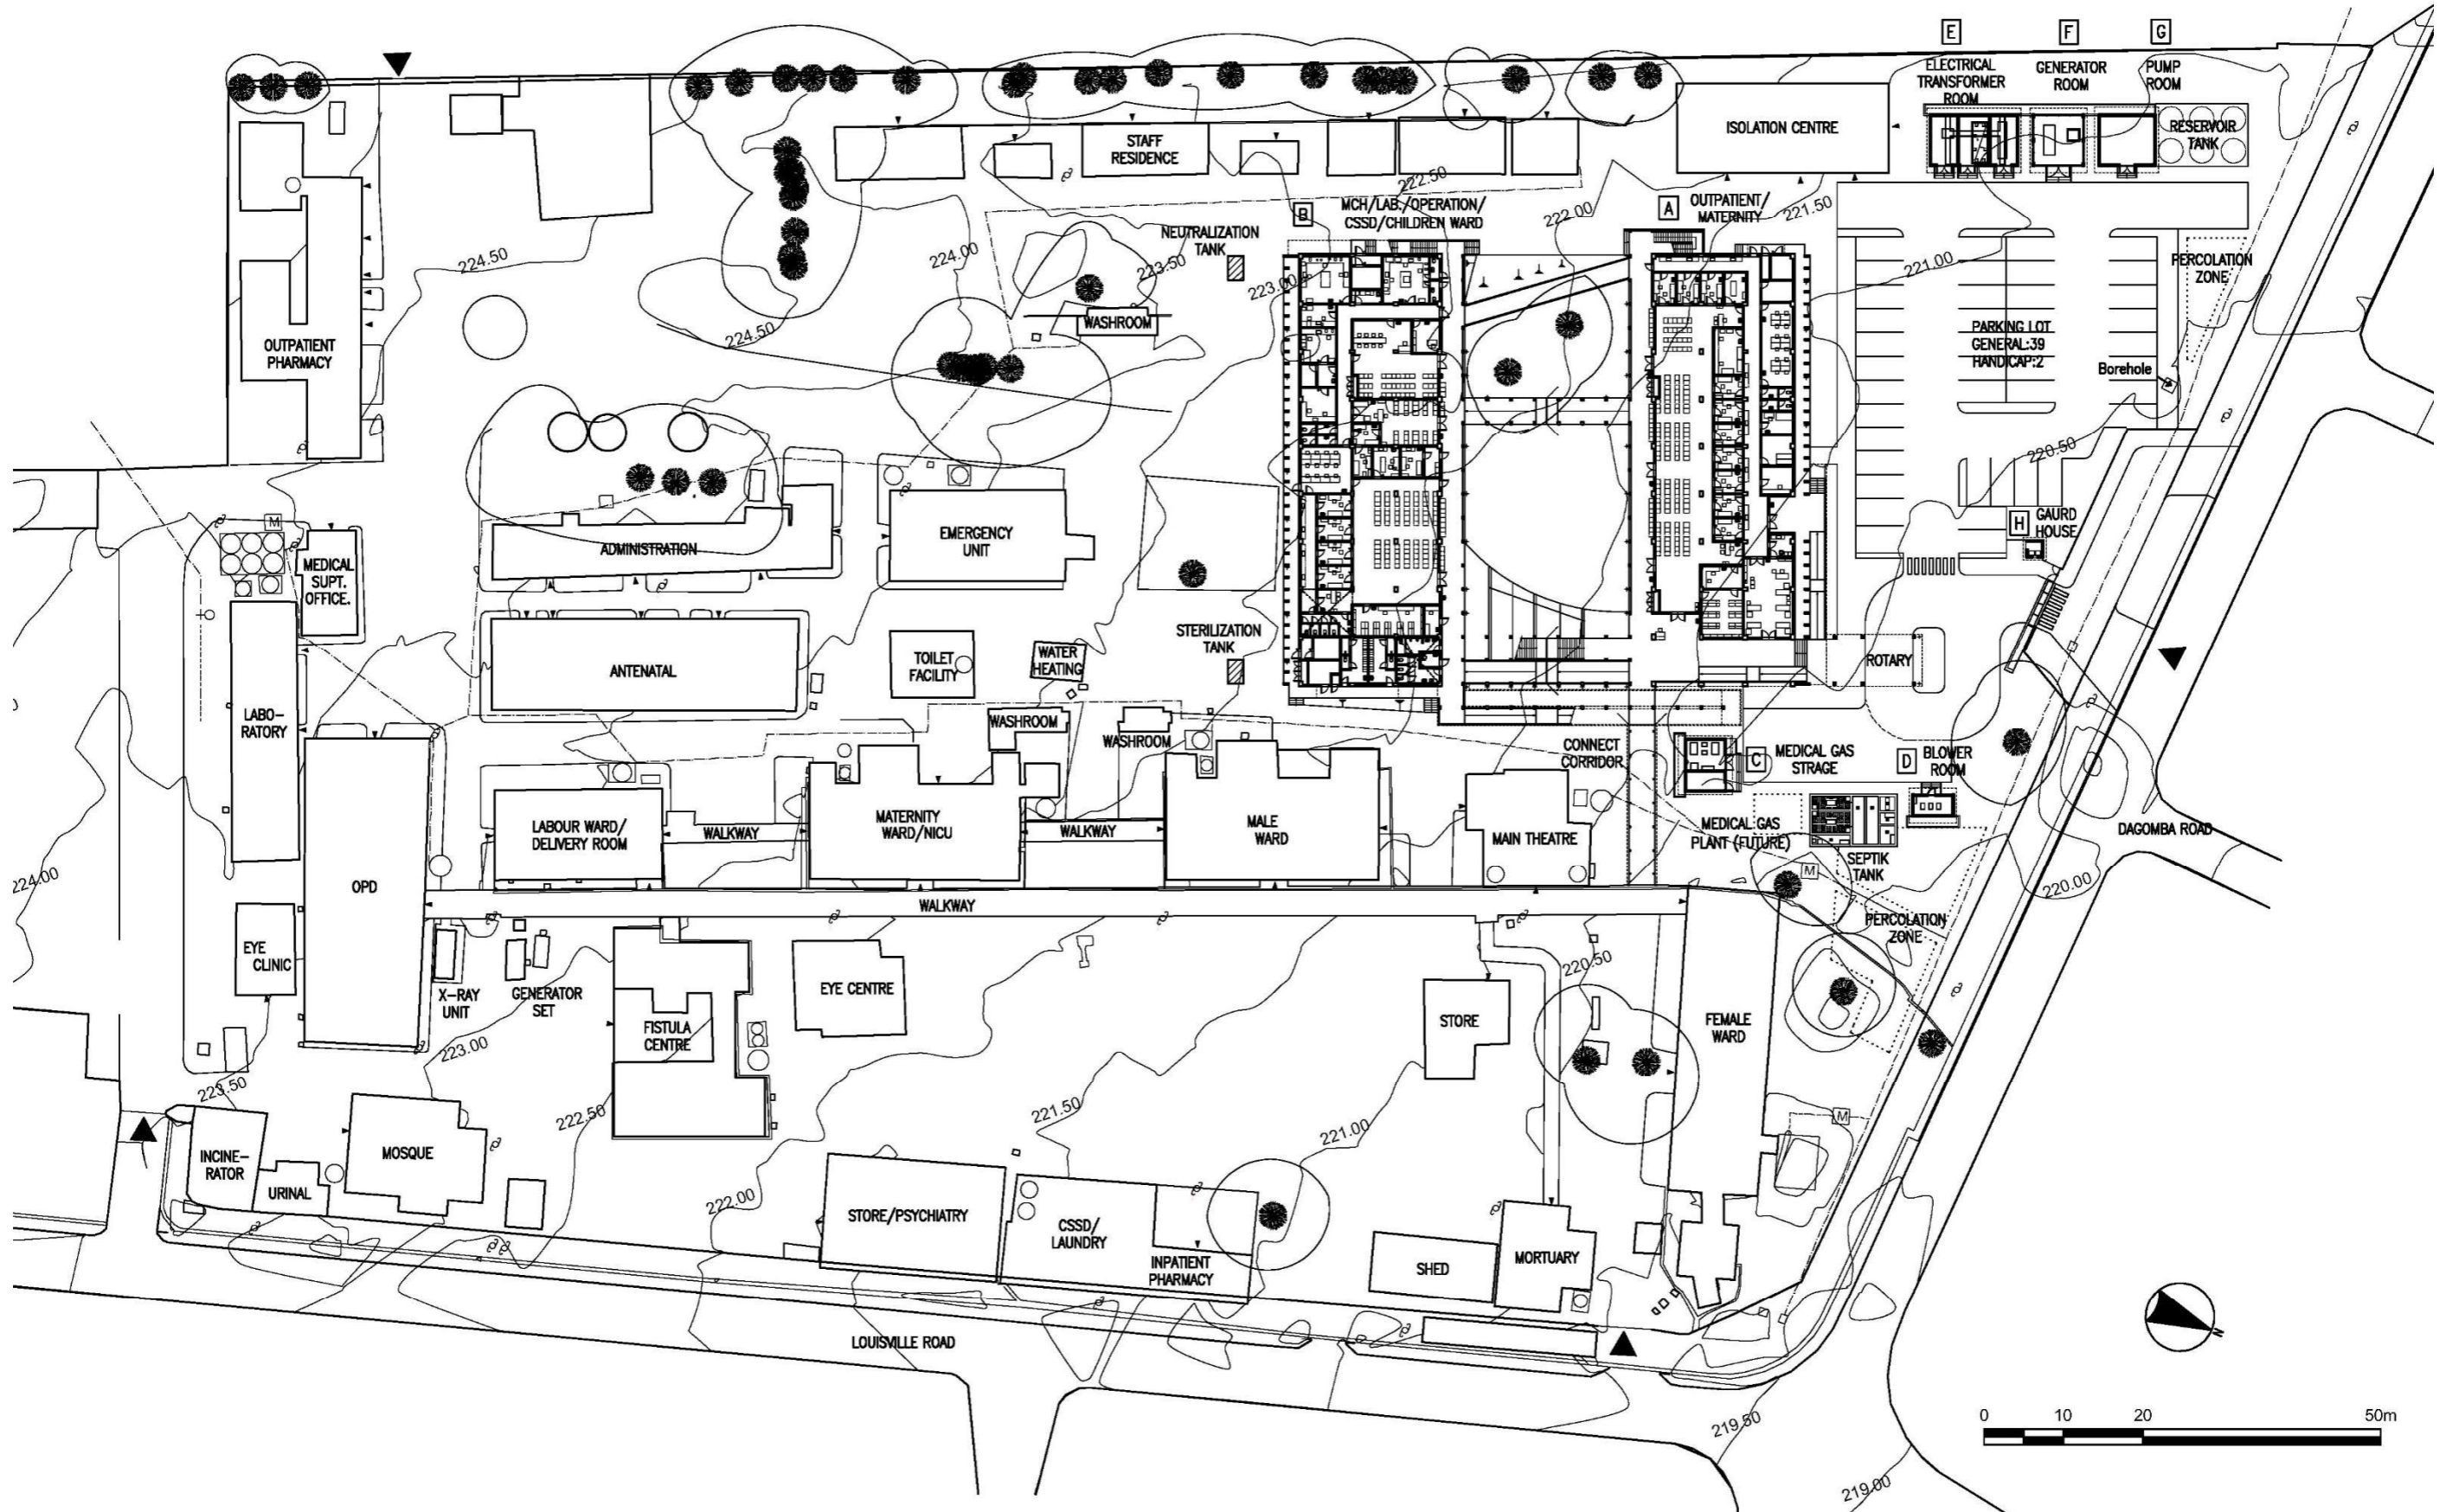 E
F
G
ELECTRICAL
TRANSFORMER
ROOM
GENERATOR
ROOM
PUMP
ROOM
RESERVOIR
TANK
ISOLATION CENTRE
STAFF
RESIDENCE
222.50
B
MCH/LAB./OPERATION/
CSSD/CHILDREN WARD
222.00
A
OUTPATIENT/
MATERNITY
221.50
NEUTRALIZATION
TANK
224.50
224.00
223.50
223.00
221.00
PERCOLATION
ZONE
WASHROOM
224.50
OUTPATIENT
PHARMACY
PARKING LOT
GENERAL:39
HANDICAP:2
Borehole
220.50
M
MEDICAL
SUPT.
OFFICE.
ADMINISTRATION
EMERGENCY
UNIT
H
GAURD
HOUSE
STERILIZATION
TANK
ANTENATAL
TOILET
FACILITY
WATER
HEATING
ROTARY
LABO-
RATORY
WASHROOM
WASHROOM
CONNECT
CORRIDOR
C
MEDICAL GAS
STRAGE
D
BLOWER
ROOM
LABOUR WARD/
DELIVERY ROOM
WALKWAY
MATERNITY
WARD/NICU
WALKWAY
MALE
WARD
MAIN THEATRE
MEDICAL GAS
PLANT (FUTURE)
SEPTIK
TANK
DAGOMBA ROAD
M
224.00
OPD
WALKWAY
220.00
PERCOLATION
ZONE
EYE
CLINIC
X-RAY
UNIT
GENERATOR
SET
FISTULA
CENTRE
EYE CENTRE
220.50
STORE
FEMALE
WARD
223.00
223.50
222.50
221.50
221.00
M
INCINE-
RATOR
URINAL
MOSQUE
222.00
STORE/PSYCHIATRY
CSSD/
LAUNDRY
INPATIENT
PHARMACY
SHED
MORTUARY
LOUISVILLE ROAD
N
0 10 20 50m
219.50
219.00